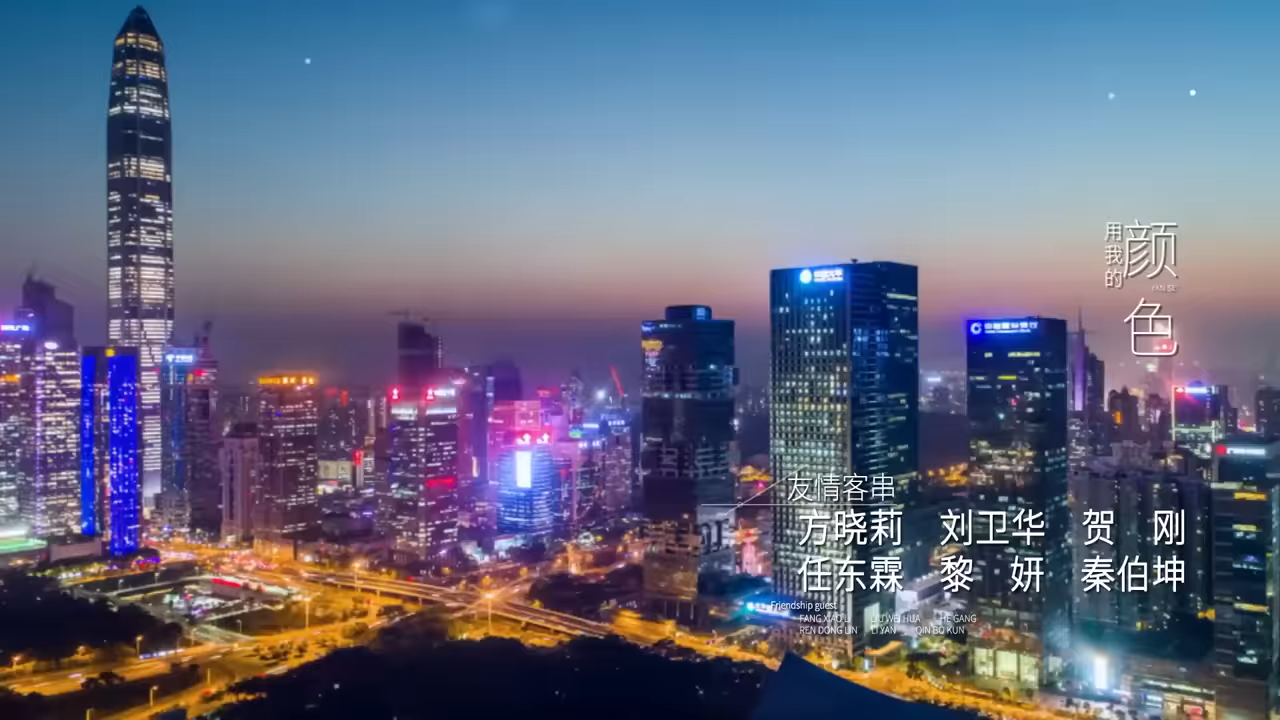 用我的
颜色
YAN SE
友情客串
方晓莉 刘卫华 贺 刚
任东霖 黎 妍 秦伯坤
Friendship guest
FANG XIAO LI LIU WEI HUA HE GANG
REN DONG LIN LI YAN QIN BO KUN